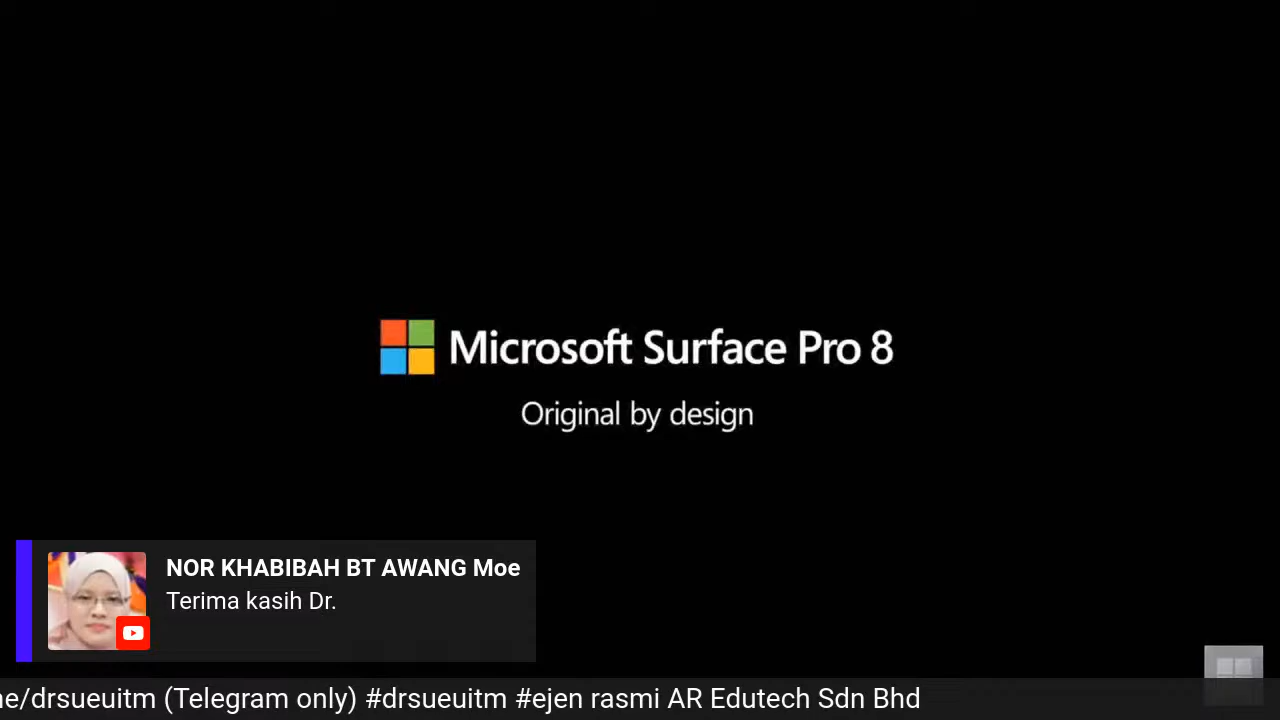 Microsoft Surface Pro 8
Original by design
NOR KHABIBAH BT AWANG Moe
Terima kasih Dr.
/drsueuitm (Telegram only) #drsueuitm #ejen rasmi AR Edutech Sdn Bhd